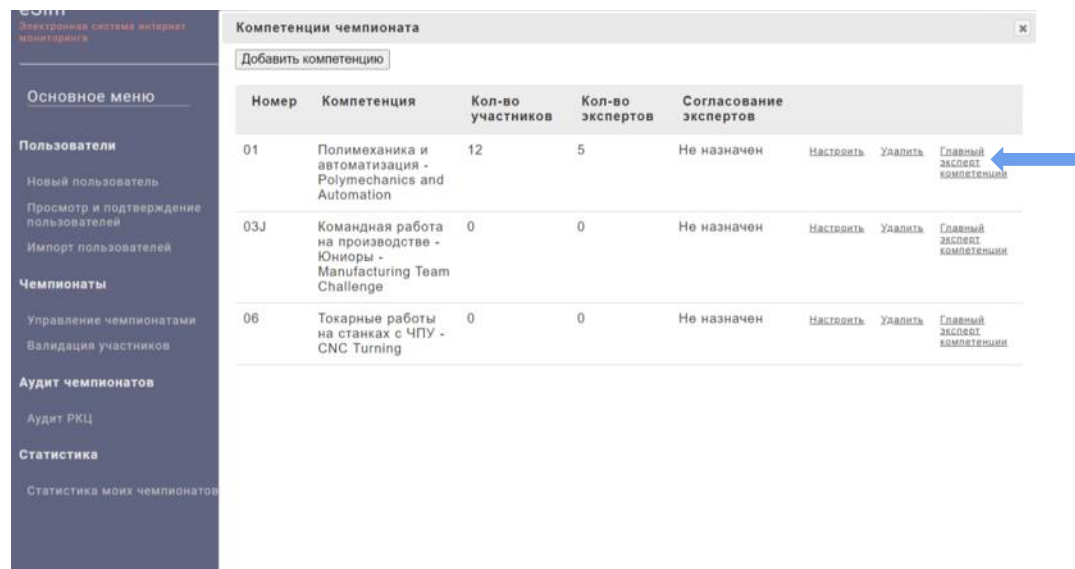 Электронная система интернет
мониторинга
Основное меню
Пользователи
Новый пользователь
Просмотр и подтверждение
пользователей
Импорт пользователей
Чемпионаты
Управление чемпионатами
Валидация участников
Аудит чемпионатов
Аудит РКЦ
Статистика
Статистика моих чемпионатов
Компетенции чемпионата
Добавить компетенцию
Номер Компетенция Кол-во Кол-во Согласование
участников экспертов экспертов
01 Полимеханика и 12 5 Не назначен Настроить Удалить Главный
автоматизация - эксперт
Polymechanics and компетенции
Automation
03J Командная работа 0 0 Не назначен Настроить Удалить Главный
на производстве - эксперт
Юниоры - компетенции
Manufacturing Team
Challenge
06 Токарные работы 0 0 Не назначен Настроить Удалить Главный
на станках с ЧПУ - эксперт
CNC Turning компетенции